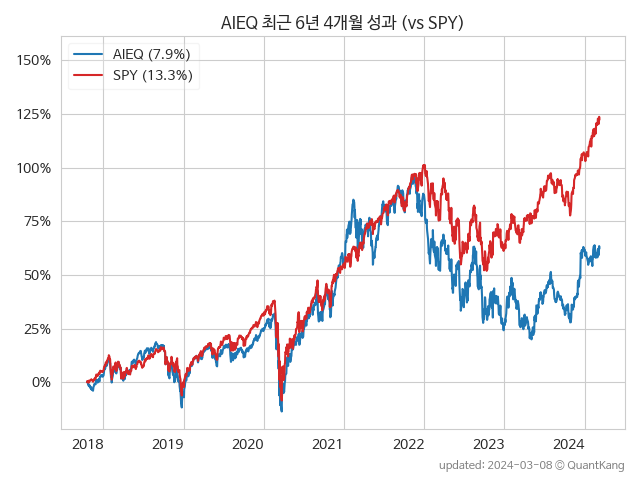 AIEQ 최근 6년 4개월 성과 (vs SPY)
AIEQ (7.9%)
SPY (13.3%)
150%
125%
100%
75%
50%
25%
0%
2018 2019 2020 2021 2022 2023 2024
updated: 2024-03-08 © QuantKang